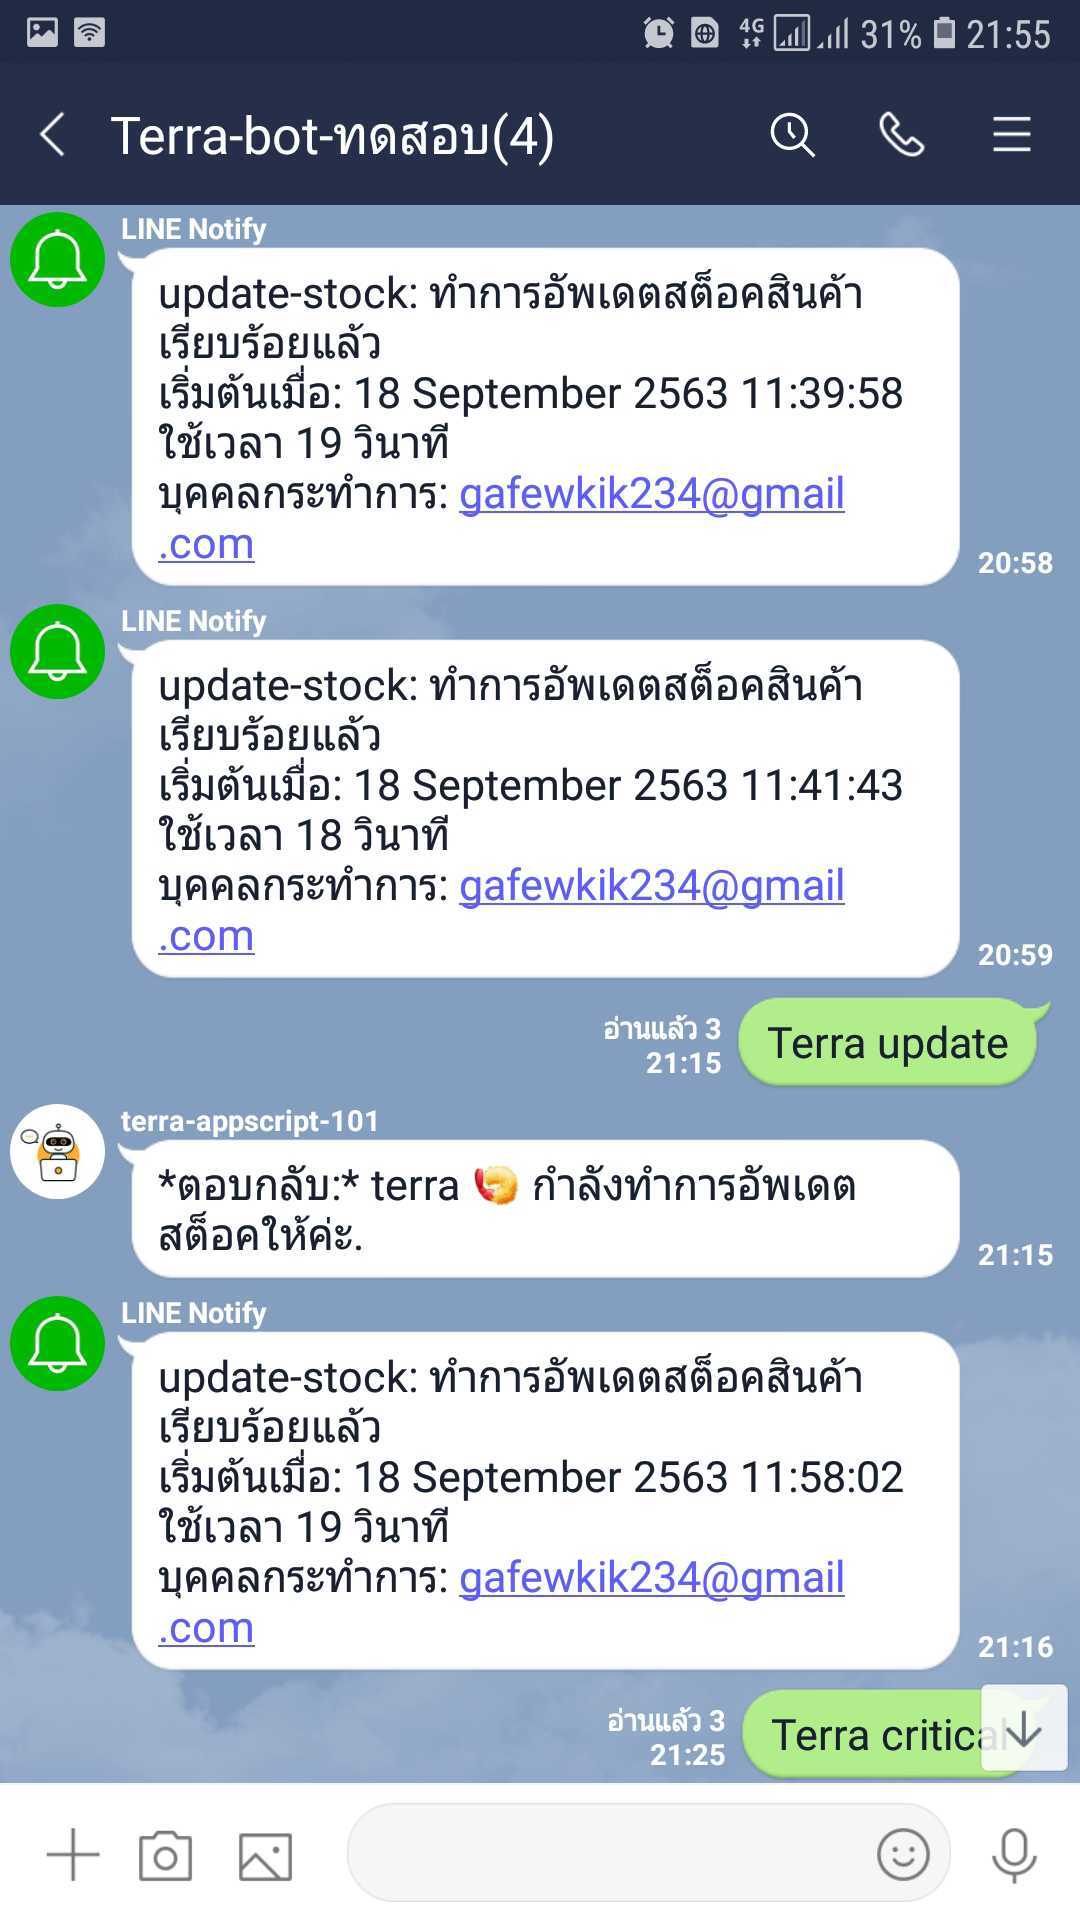 4G 31% 21:55
Terra-bot-ทดสอบ(4)
LINE Notify
update-stock: ทำการอัพเดตสต็อคสินค้า
เรียบร้อยแล้ว
เริ่มต้นเมื่อ: 18 September 2563 11:39:58
ใช้เวลา 19 วินาที
บุคคลกระทำการ: gafewkik234@gmail
.com
20:58
LINE Notify
update-stock: ทำการอัพเดตสต็อคสินค้า
เรียบร้อยแล้ว
เริ่มต้นเมื่อ: 18 September 2563 11:41:43
ใช้เวลา 18 วินาที
บุคคลกระทำการ: gafewkik234@gmail
.com
20:59
อ่านแล้ว 3
21:15
Terra update
terra-appscript-101
*ตอบกลับ:* terra 🍤 กำลังทำการอัพเดต
สต็อคให้ค่ะ.
21:15
LINE Notify
update-stock: ทำการอัพเดตสต็อคสินค้า
เรียบร้อยแล้ว
เริ่มต้นเมื่อ: 18 September 2563 11:58:02
ใช้เวลา 19 วินาที
บุคคลกระทำการ: gafewkik234@gmail
.com
21:16
อ่านแล้ว 3
21:25
Terra critical